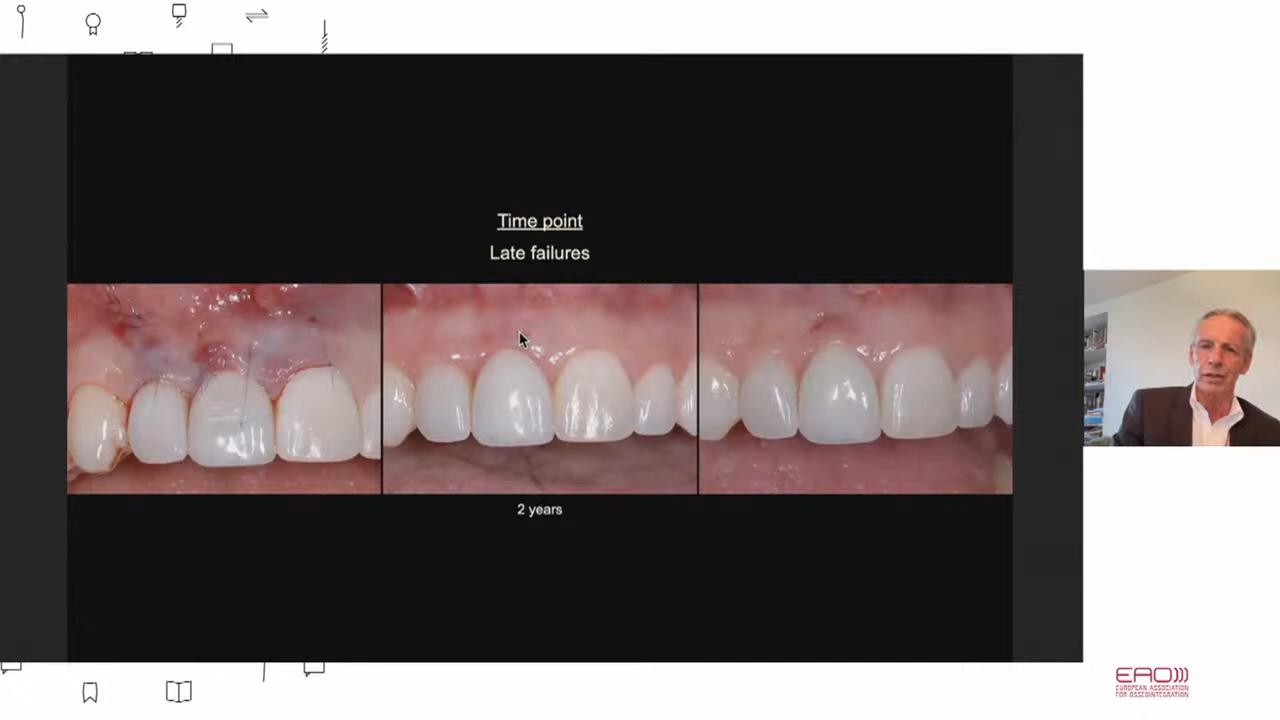 Time point
Late failures
2 years
EAO
EUROPEAN ASSOCIATION
FOR OSSEOINTEGRATION